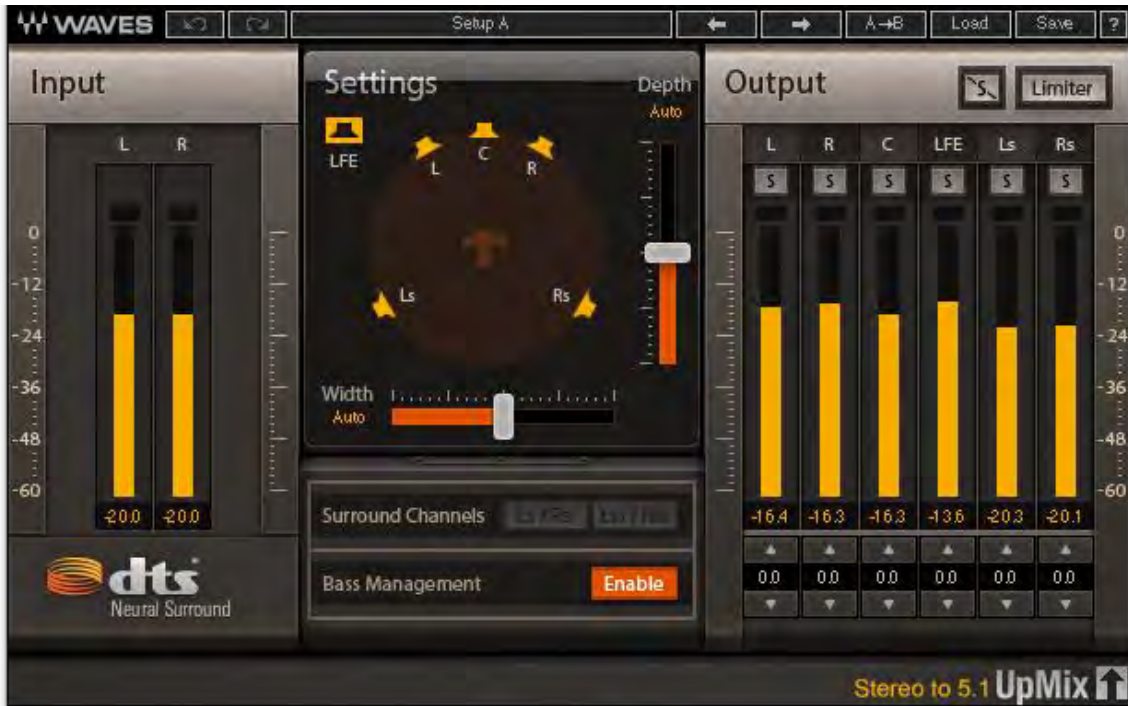 WAVES Setup A A→B Load Save ?
Input
L R
0
-12
-24
-36
-48
-60
-20.0 -20.0
dts
Neural Surround
Settings
Depth
Auto
LFE
L C R
Ls Rs
Width
Auto
Surround Channels
Bass Management Enable
Output S Limiter
L R C LFE Ls Rs
S S S S S S
0
-12
-24
-36
-48
-60
-16.4 -16.3 -16.3 -13.6 -20.3 -20.1
0.0 0.0 0.0 0.0 0.0 0.0
Stereo to 5.1 UpMix